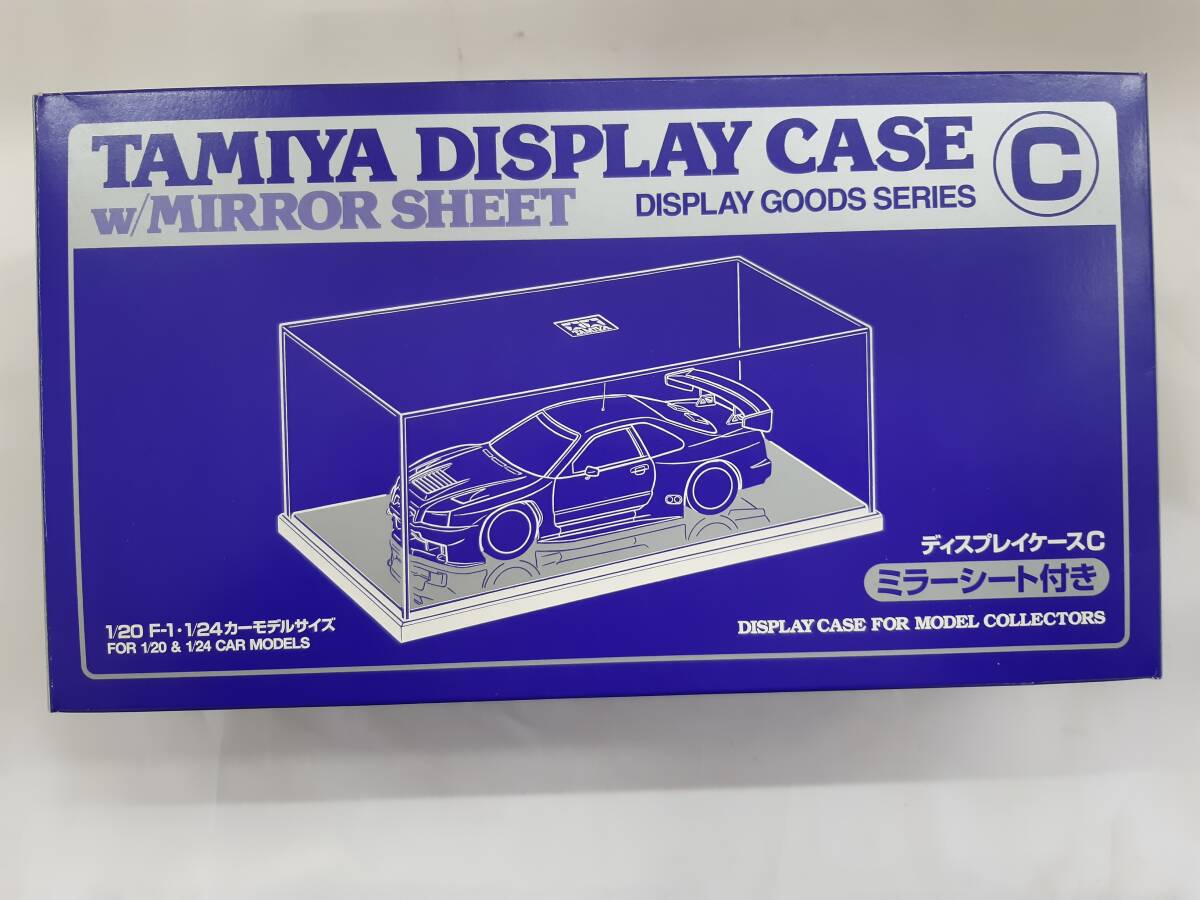 TAMIYA DISPLAY CASE
w/MIRROR SHEET
DISPLAY GOODS SERIES
C
TAMIYA
ディスプレイケースC
ミラーシート付き
1/20 F-1・1/24カーモデルサイズ
FOR 1/20 & 1/24 CAR MODELS
DISPLAY CASE FOR MODEL COLLECTORS